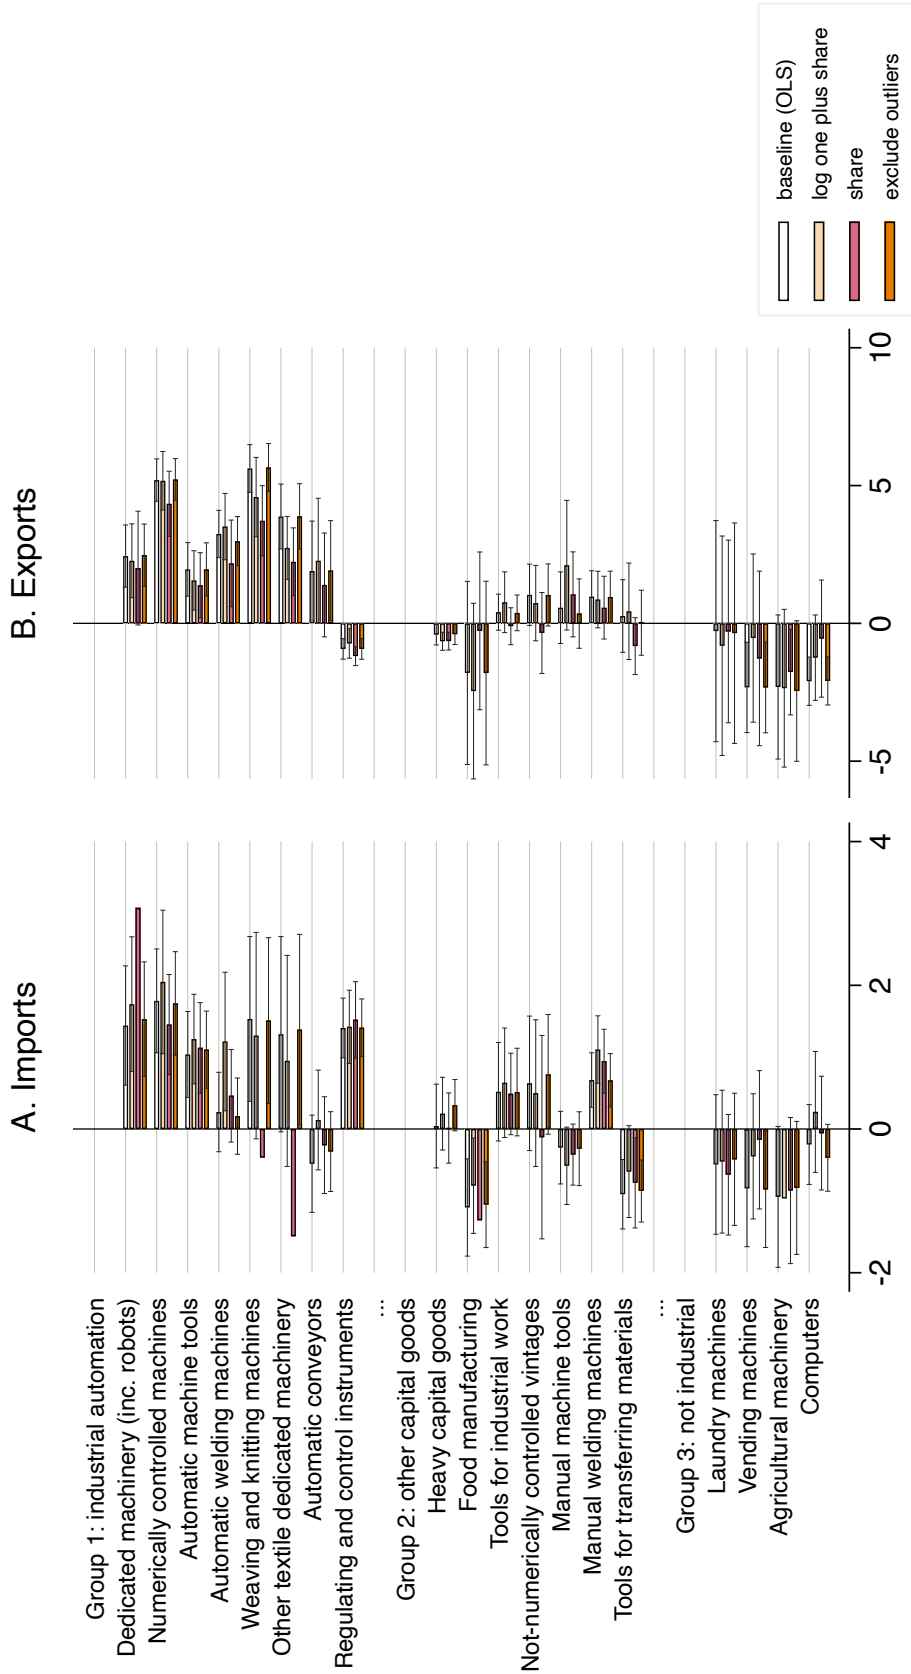 A. Imports
B. Exports
Group 1: industrial automation
Dedicated machinery (inc. robots)
Numerically controlled machines
Automatic machine tools
Automatic welding machines
Weaving and knitting machines
Other textile dedicated machinery
Automatic conveyors
Regulating and control instruments
...
Group 2: other capital goods
Heavy capital goods
Food manufacturing
Tools for industrial work
Not-numerically controlled vintages
Manual machine tools
Manual welding machines
Tools for transferring materials
...
Group 3: not industrial
Laundry machines
Vending machines
Agricultural machinery
Computers
-2 0 2 4
-5 0 5 10
baseline (OLS)
log one plus share
share
exclude outliers